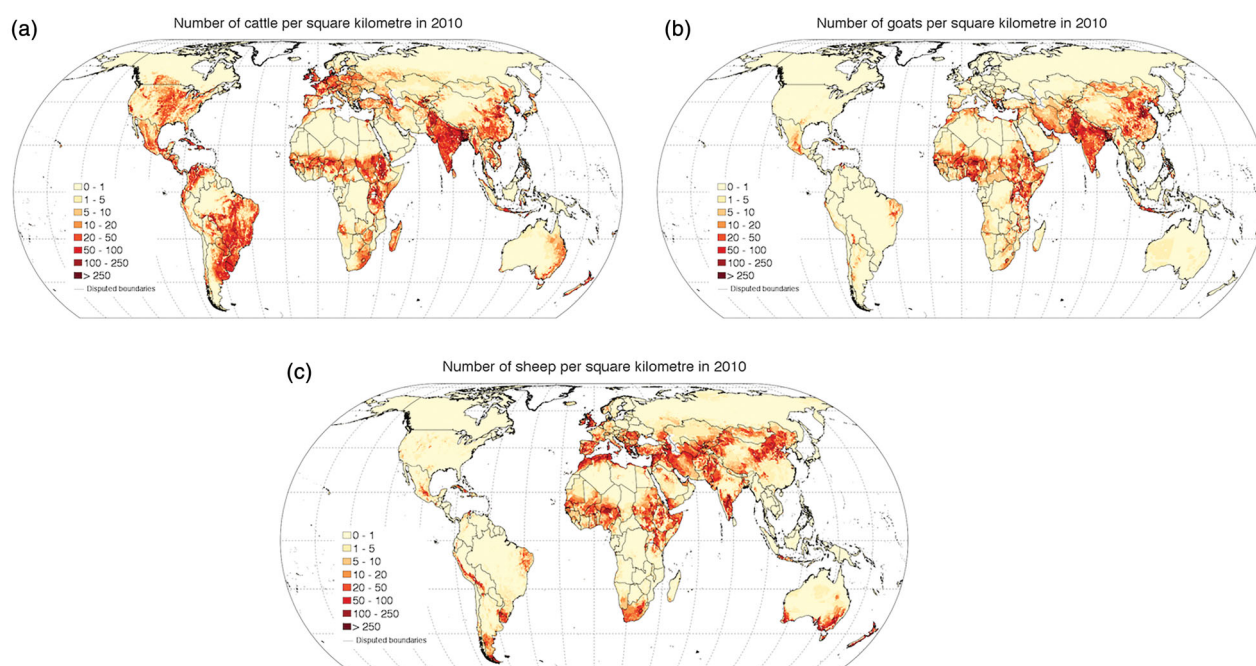 (a)
Number of cattle per square kilometre in 2010
0 - 1
1 - 5
5 - 10
10 - 20
20 - 50
50 - 100
100 - 250
> 250
Disputed boundaries
(b)
Number of goats per square kilometre in 2010
0 - 1
1 - 5
5 - 10
10 - 20
20 - 50
50 - 100
100 - 250
> 250
Disputed boundaries
(c)
Number of sheep per square kilometre in 2010
0 - 1
1 - 5
5 - 10
10 - 20
20 - 50
50 - 100
100 - 250
> 250
Disputed boundaries